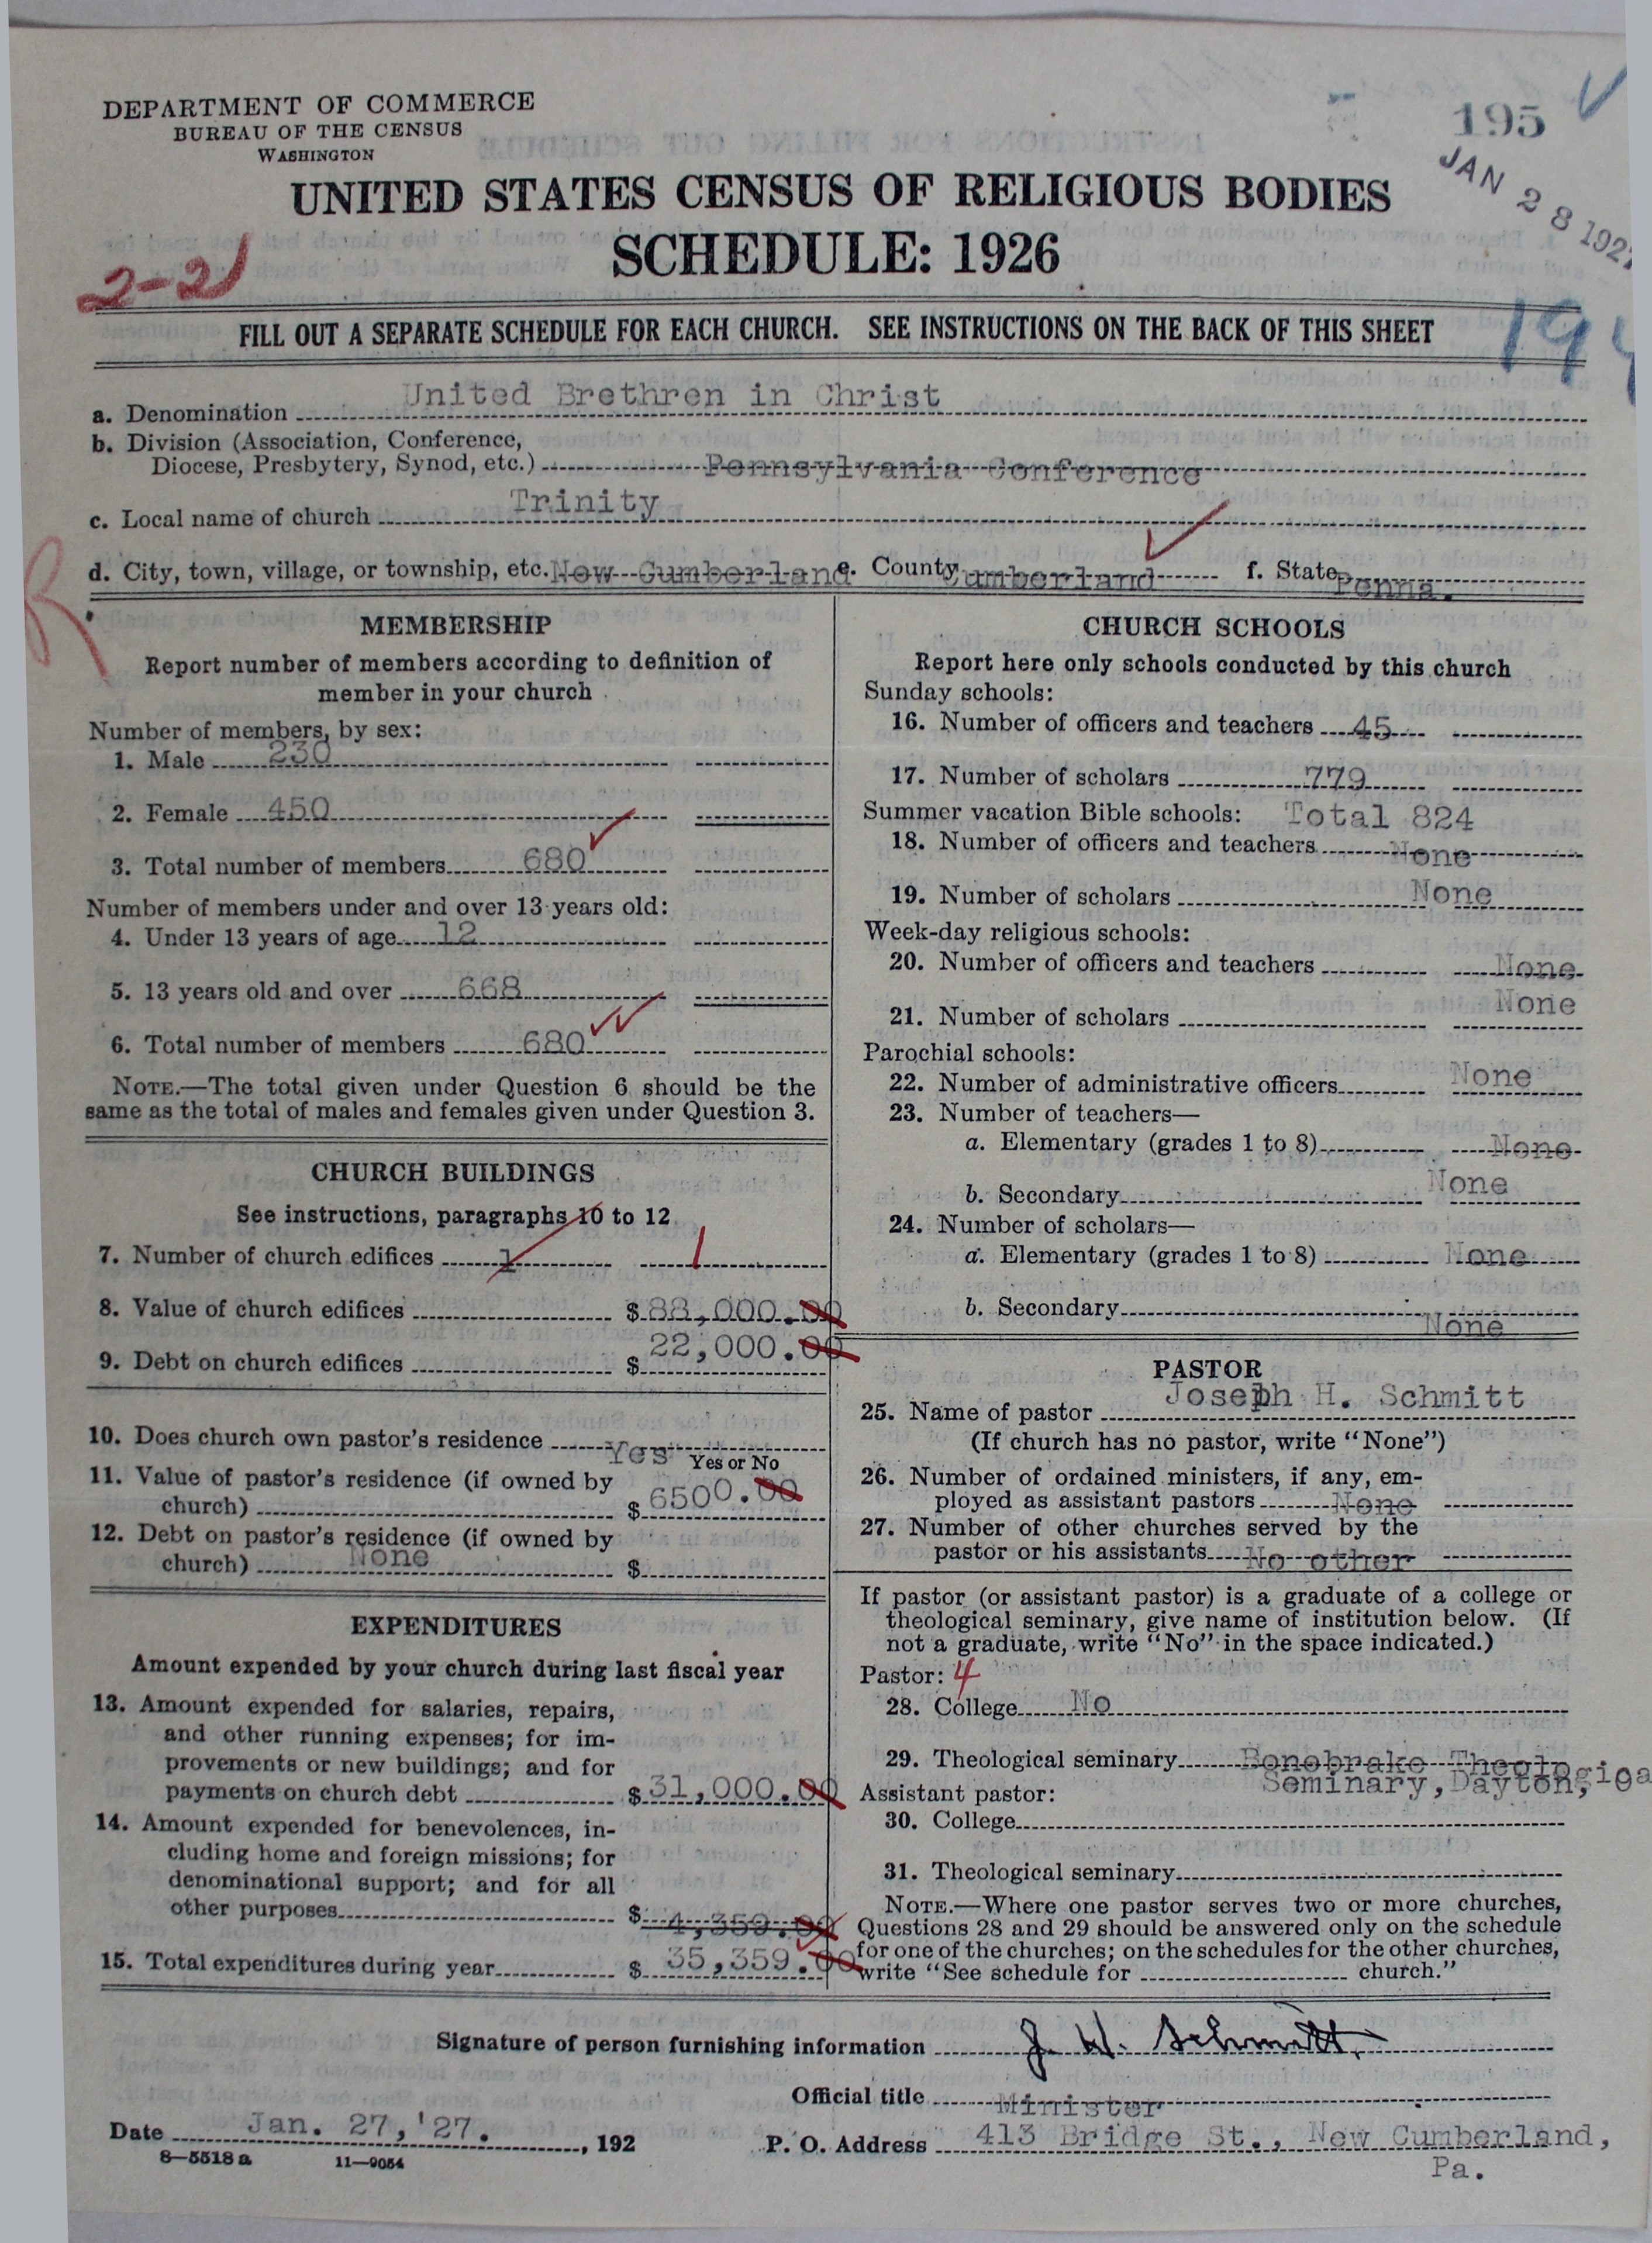 DEPARTMENT OF COMMERCE
BUREAU OF THE CENSUS
WASHINGTON
195
JAN 28 1927
UNITED STATES CENSUS OF RELIGIOUS BODIES
SCHEDULE: 1926
2-21
FILL OUT A SEPARATE SCHEDULE FOR EACH CHURCH. SEE INSTRUCTIONS ON THE BACK OF THIS SHEET
a. Denomination United Brethren in Christ
b. Division (Association, Conference,
Diocese, Presbytery, Synod, etc.) Pennsylvania Conference
c. Local name of church Trinity
d. City, town, village, or township, etc. New Cumberland e. County Cumberland f. State Penna.
R
MEMBERSHIP
Report number of members according to definition of
member in your church
Number of members, by sex:
1. Male 230
2. Female 450
3. Total number of members 680
Number of members under and over 13 years old:
4. Under 13 years of age 12
5. 13 years old and over 668
6. Total number of members 680
NOTE.—The total given under Question 6 should be the
same as the total of males and females given under Question 3.
CHURCH BUILDINGS
See instructions, paragraphs 10 to 12
7. Number of church edifices 1 1
8. Value of church edifices $ 88,000.00
9. Debt on church edifices $ 22,000.00
10. Does church own pastor's residence Yes
Yes or No
11. Value of pastor's residence (if owned by
church) $ 6500.00
12. Debt on pastor's residence (if owned by
church) None $
EXPENDITURES
Amount expended by your church during last fiscal year
13. Amount expended for salaries, repairs,
and other running expenses; for im-
provements or new buildings; and for
payments on church debt $ 31,000.00
14. Amount expended for benevolences, in-
cluding home and foreign missions; for
denominational support; and for all
other purposes $ 4,359.00
15. Total expenditures during year $ 35,359.00
CHURCH SCHOOLS
Report here only schools conducted by this church
Sunday schools:
16. Number of officers and teachers 45
17. Number of scholars 779
Summer vacation Bible schools: Total 824
18. Number of officers and teachers None
19. Number of scholars None
Week-day religious schools:
20. Number of officers and teachers None
21. Number of scholars None
Parochial schools:
22. Number of administrative officers None
23. Number of teachers—
a. Elementary (grades 1 to 8) None
b. Secondary None
24. Number of scholars—
a. Elementary (grades 1 to 8) None
b. Secondary None
PASTOR
25. Name of pastor Joseph H. Schmitt
(If church has no pastor, write "None")
26. Number of ordained ministers, if any, em-
ployed as assistant pastors None
27. Number of other churches served by the
pastor or his assistants No other
If pastor (or assistant pastor) is a graduate of a college or
theological seminary, give name of institution below. (If
not a graduate, write "No" in the space indicated.)
Pastor: 4
28. College No
29. Theological seminary Bonebrake Theologica
Seminary, Dayton,
Assistant pastor:
30. College
31. Theological seminary
NOTE.—Where one pastor serves two or more churches,
Questions 28 and 29 should be answered only on the schedule
for one of the churches; on the schedules for the other churches,
write "See schedule for church."
Signature of person furnishing information J. H. Schmitt.
Official title Minister
Date Jan. 27, '27. , 192
P. O. Address 413 Bridge St., New Cumberland,
Pa.
8—5518 a 11—9054